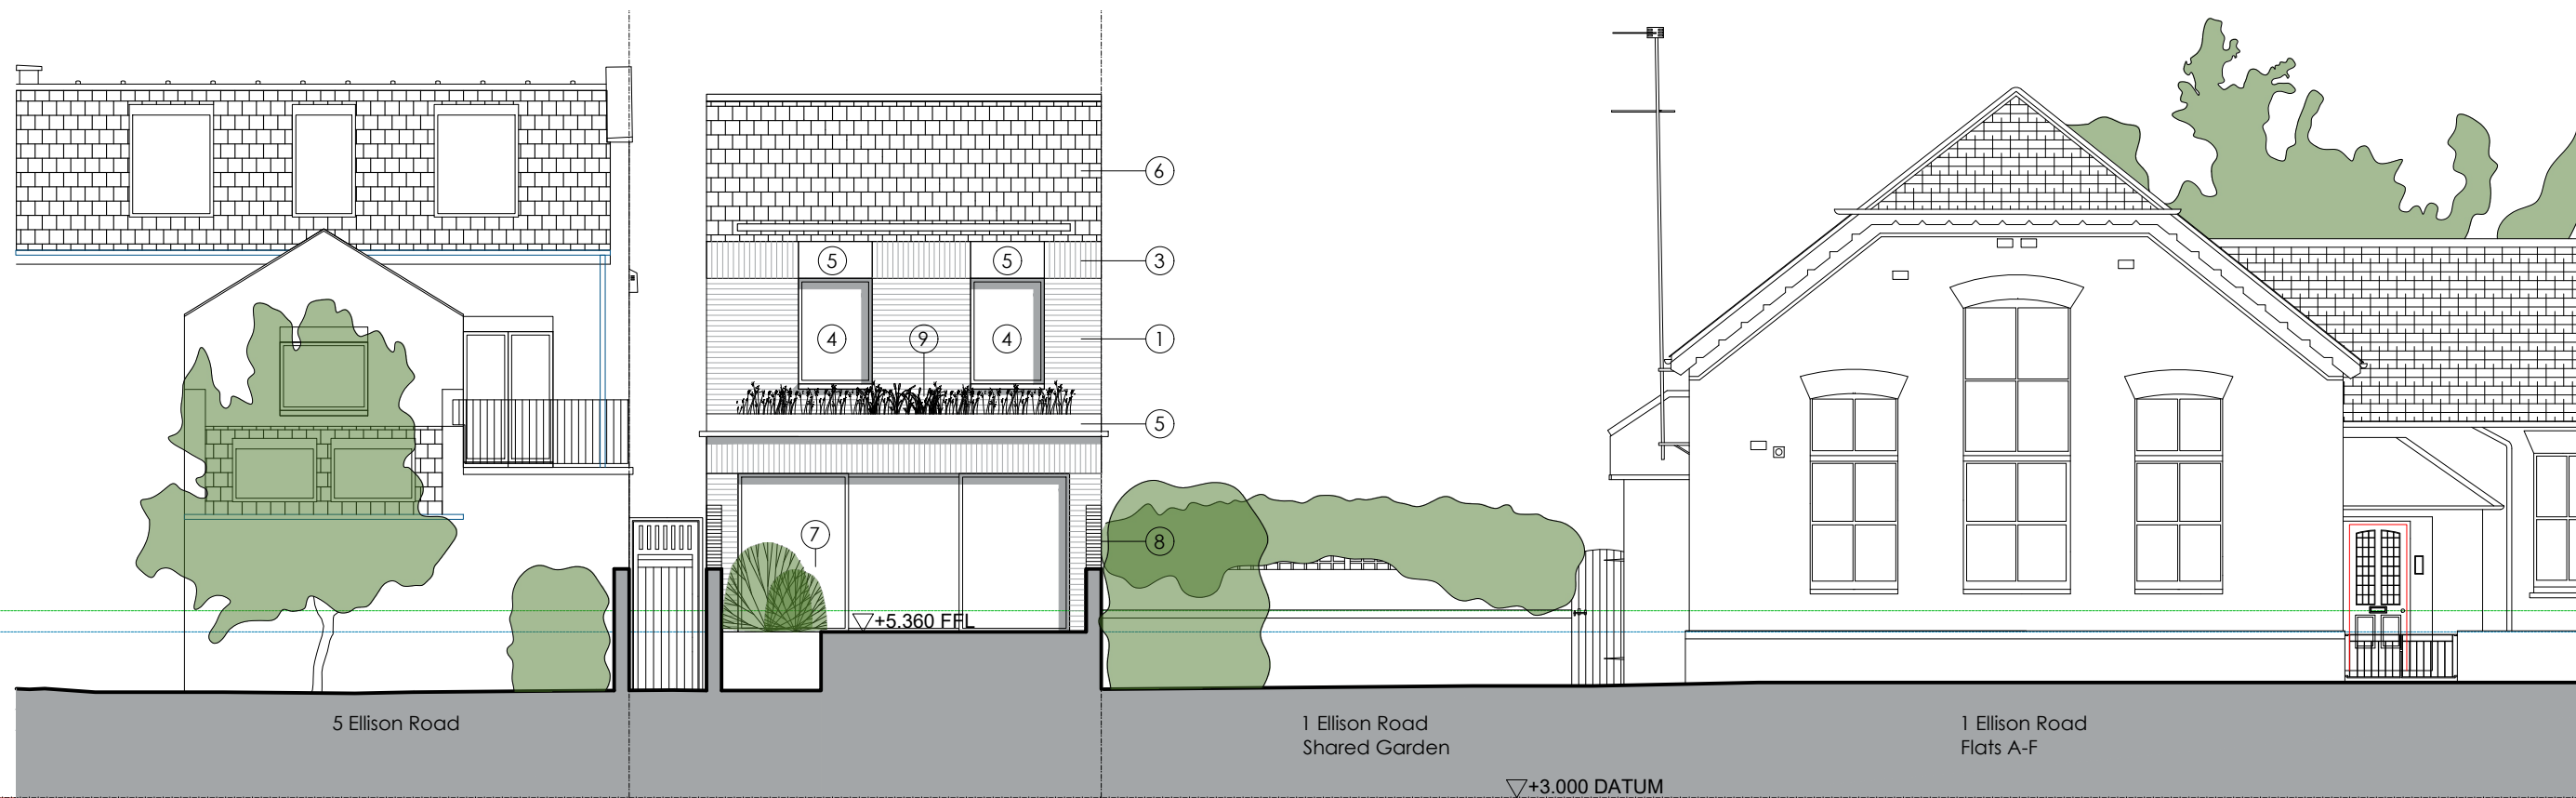 6
5
5
3
4
9
4
1
5
7
8
▽+5.360 FFL
5 Ellison Road
1 Ellison Road
Shared Garden
1 Ellison Road
Flats A-F
▽+3.000 DATUM